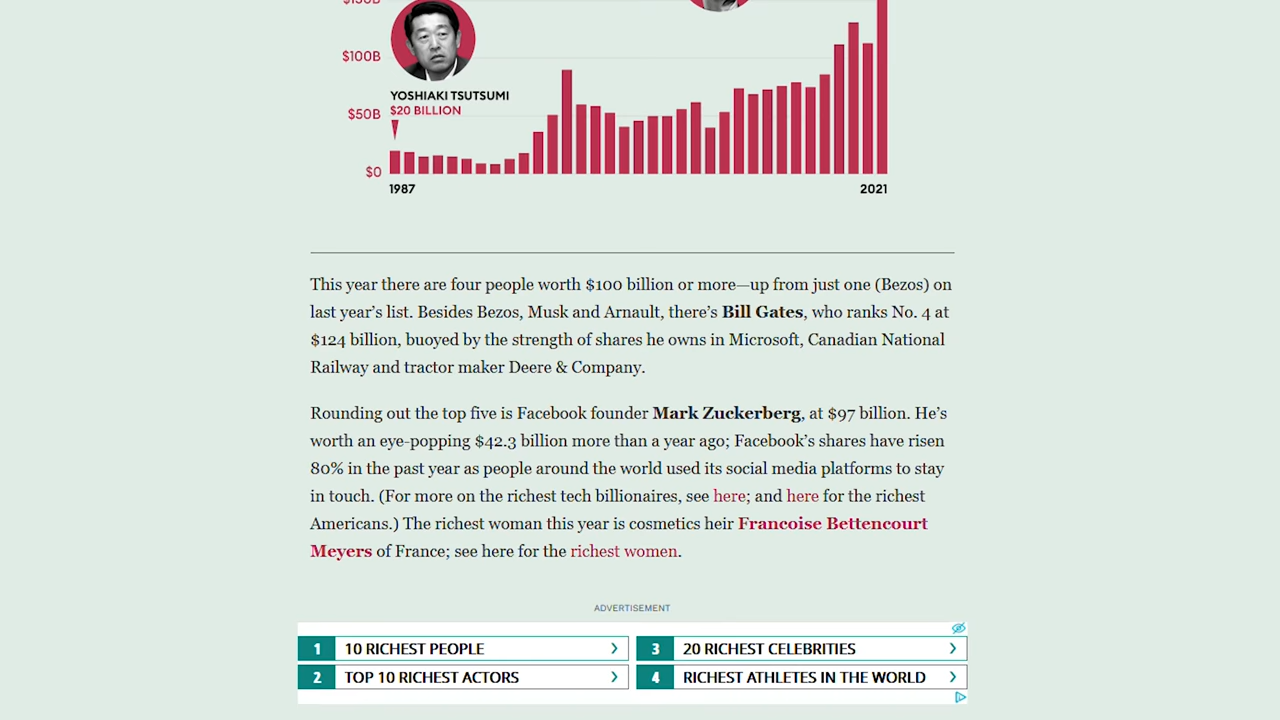 $150B
$100B
YOSHIAKI TSUTSUMI
$50B
$20 BILLION
$0
1987
2021
This year there are four people worth $100 billion or more—up from just one (Bezos) on
last year’s list. Besides Bezos, Musk and Arnault, there’s Bill Gates, who ranks No. 4 at
$124 billion, buoyed by the strength of shares he owns in Microsoft, Canadian National
Railway and tractor maker Deere & Company.
Rounding out the top five is Facebook founder Mark Zuckerberg, at $97 billion. He’s
worth an eye-popping $42.3 billion more than a year ago; Facebook’s shares have risen
80% in the past year as people around the world used its social media platforms to stay
in touch. (For more on the richest tech billionaires, see here; and here for the richest
Americans.) The richest woman this year is cosmetics heir Francoise Bettencourt
Meyers of France; see here for the richest women.
ADVERTISEMENT
1 10 RICHEST PEOPLE
3 20 RICHEST CELEBRITIES
2 TOP 10 RICHEST ACTORS
4 RICHEST ATHLETES IN THE WORLD